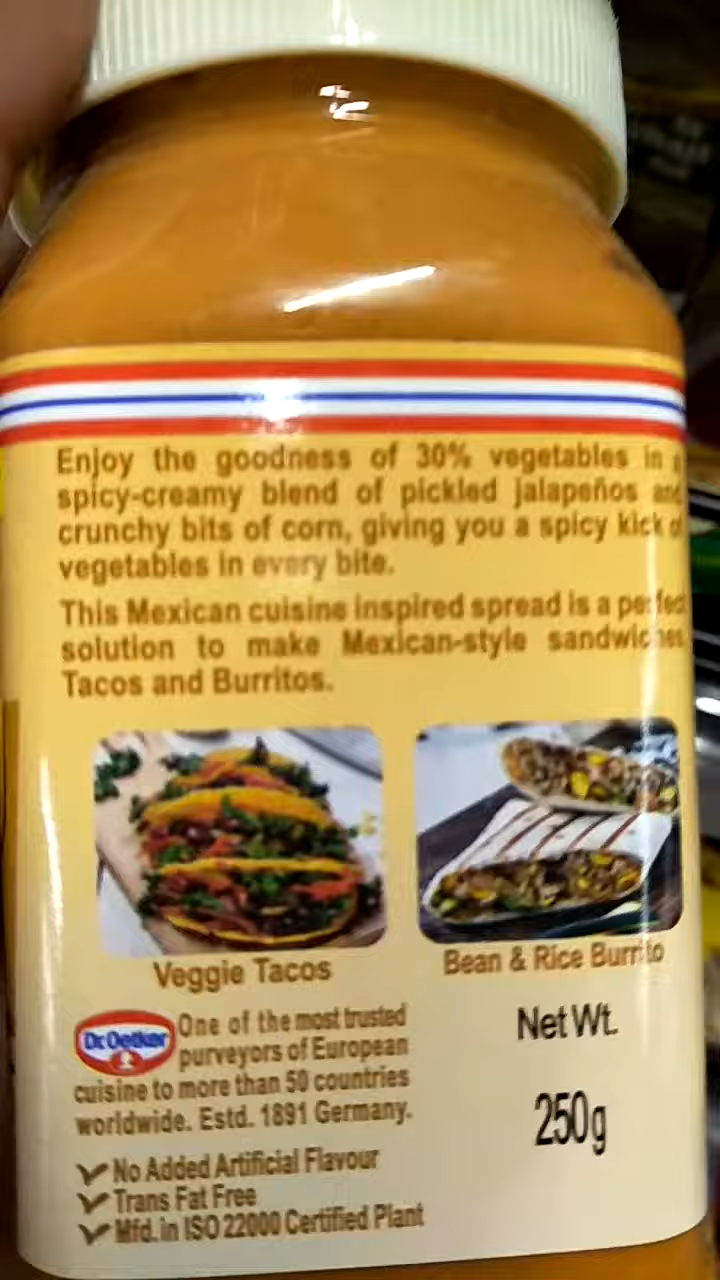 Enjoy the goodness of 30% vegetables in
spicy-creamy blend of pickled jalapeños and
crunchy bits of corn, giving you a spicy kick of
vegetables in every bite.
This Mexican cuisine inspired spread is a perfect
solution to make Mexican-style sandwiches,
Tacos and Burritos.
Veggie Tacos
Bean & Rice Burrito
Dr.Oetker One of the most trusted
purveyors of European
cuisine to more than 50 countries
worldwide. Estd. 1891 Germany.
Net Wt.
250g
✓ No Added Artificial Flavour
✓ Trans Fat Free
✓ Mfd. in ISO 22000 Certified Plant